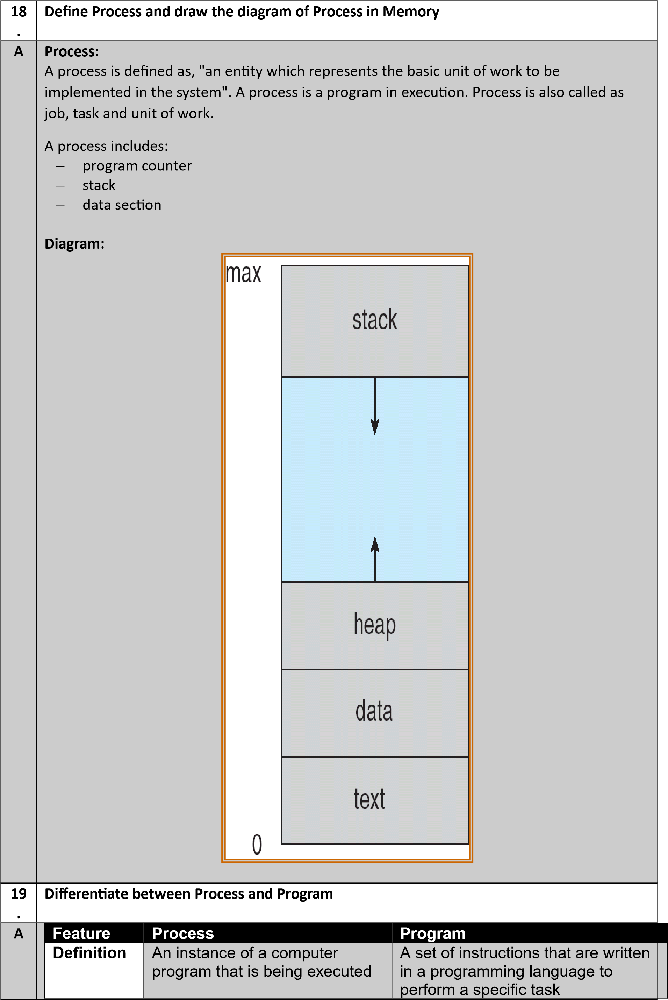 18 Define Process and draw the diagram of Process in Memory
.
A Process:
A process is defined as, "an entity which represents the basic unit of work to be
implemented in the system". A process is a program in execution. Process is also called as
job, task and unit of work.
A process includes:
– program counter
– stack
– data section
Diagram:
max
stack
heap
data
text
0
19 Differentiate between Process and Program
.
A Feature Process Program
Definition An instance of a computer A set of instructions that are written
program that is being executed in a programming language to
perform a specific task